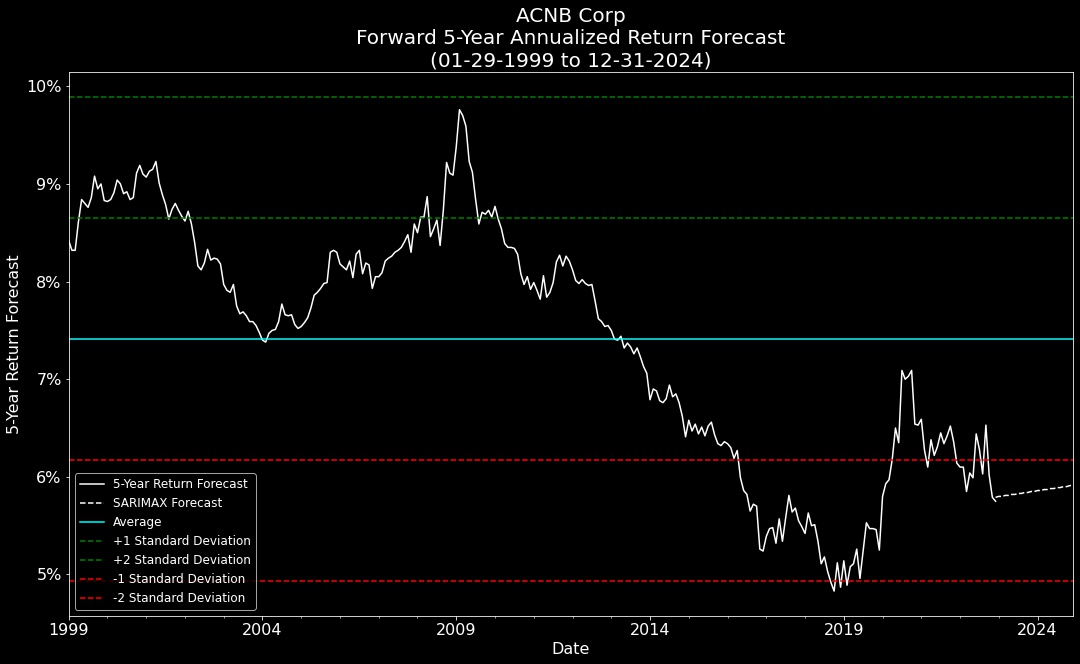 ACNB Corp
Forward 5-Year Annualized Return Forecast
(01-29-1999 to 12-31-2024)
5-Year Return Forecast
10%
9%
8%
7%
6%
5%
5-Year Return Forecast
SARIMAX Forecast
Average
+1 Standard Deviation
+2 Standard Deviation
-1 Standard Deviation
-2 Standard Deviation
1999 2004 2009 2014 2019 2024
Date